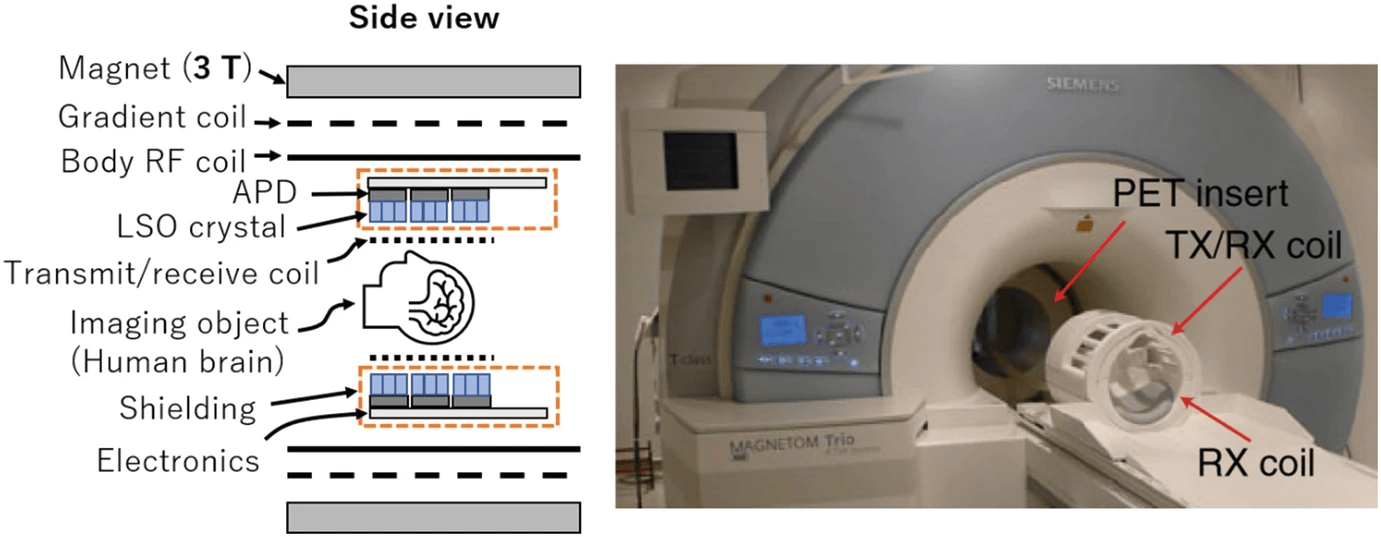 Side view
Magnet (3 T)
Gradient coil
Body RF coil
APD
LSO crystal
Transmit/receive coil
Imaging object
(Human brain)
Shielding
Electronics
SIEMENS
PET insert
TX/RX coil
T-class
MAGNETOM Trio
RX coil